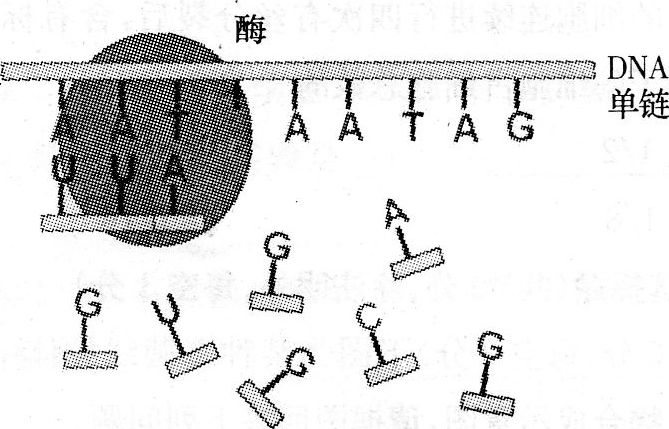 酶
DNA
单链
A A T A A T A G
U U A
A
G
G U C G
G